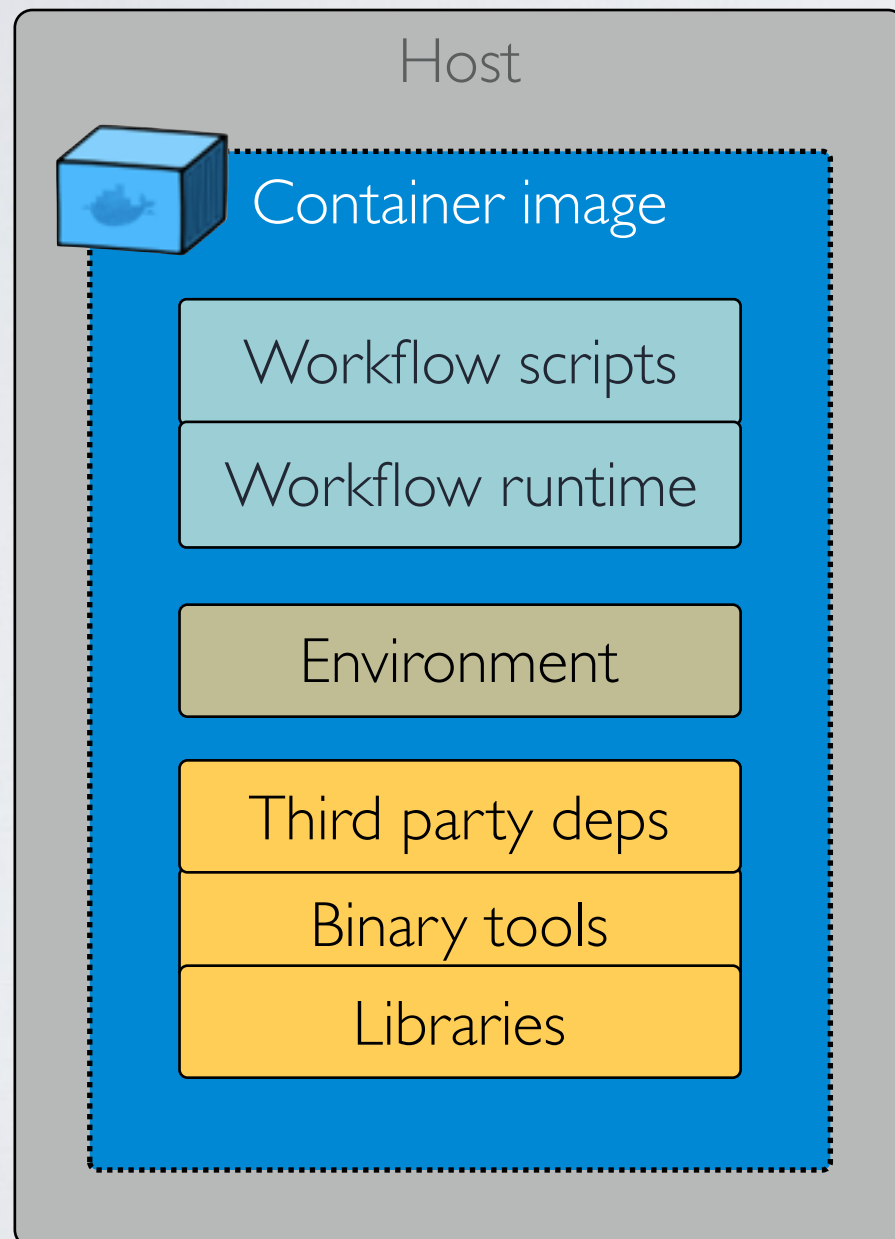 Host
Container image
Workflow scripts
Workflow runtime
Environment
Third party deps
Binary tools
Libraries